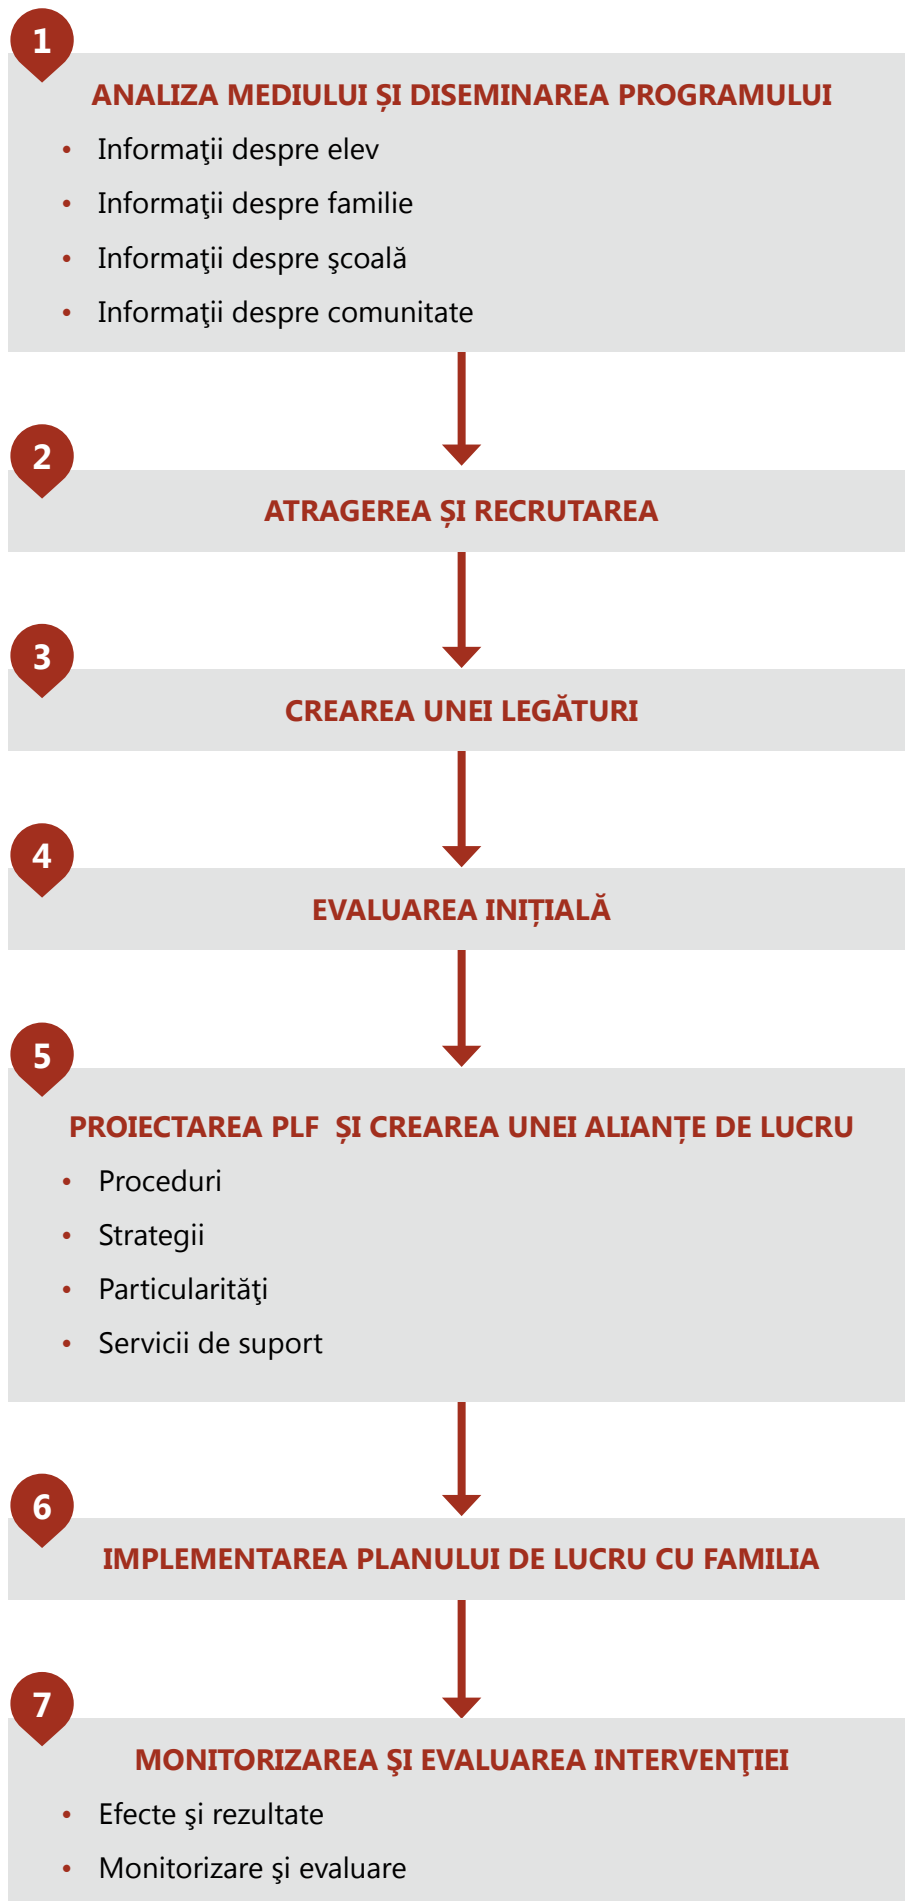 1
ANALIZA MEDIULUI ȘI DISEMINAREA PROGRAMULUI
• Informaţii despre elev
• Informaţii despre familie
• Informaţii despre şcoală
• Informaţii despre comunitate
2
ATRAGEREA ȘI RECRUTAREA
3
CREAREA UNEI LEGĂTURI
4
EVALUAREA INIȚIALĂ
5
PROIECTAREA PLF ȘI CREAREA UNEI ALIANȚE DE LUCRU
• Proceduri
• Strategii
• Particularităţi
• Servicii de suport
6
IMPLEMENTAREA PLANULUI DE LUCRU CU FAMILIA
7
MONITORIZAREA ŞI EVALUAREA INTERVENŢIEI
• Efecte şi rezultate
• Monitorizare şi evaluare